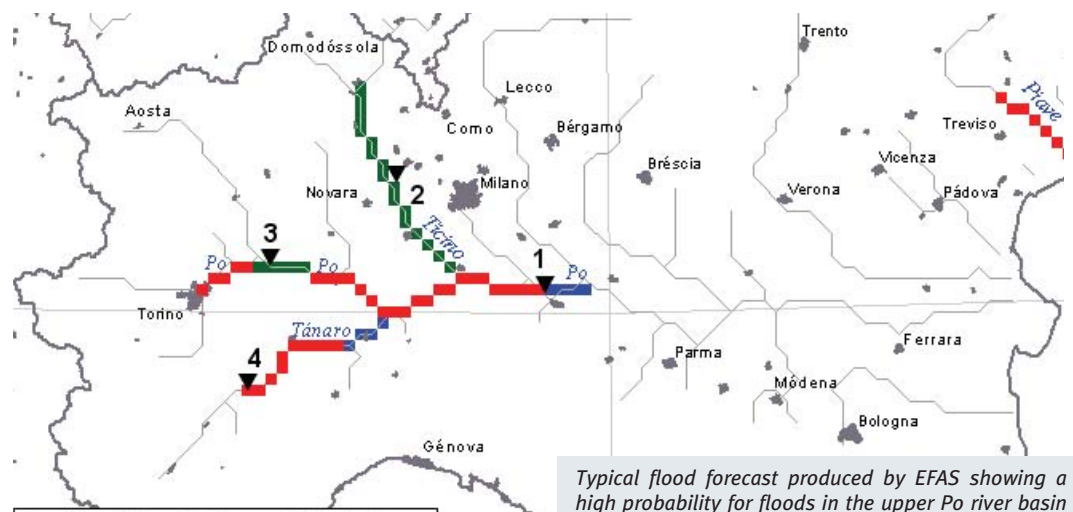 Domodóssola
Trento
Lecco
Aosta
Como
Bérgamo
Piave
Treviso
Bréscia
Vicenza
Novara
2
Milano
Verona
Pádova
Ticino
3
Po
Po
1
Po
Torino
Tánaro
4
Parma
Ferrara
Módena
Bologna
Génova
Typical flood forecast produced by EFAS showing a
high probability for floods in the upper Po river basin